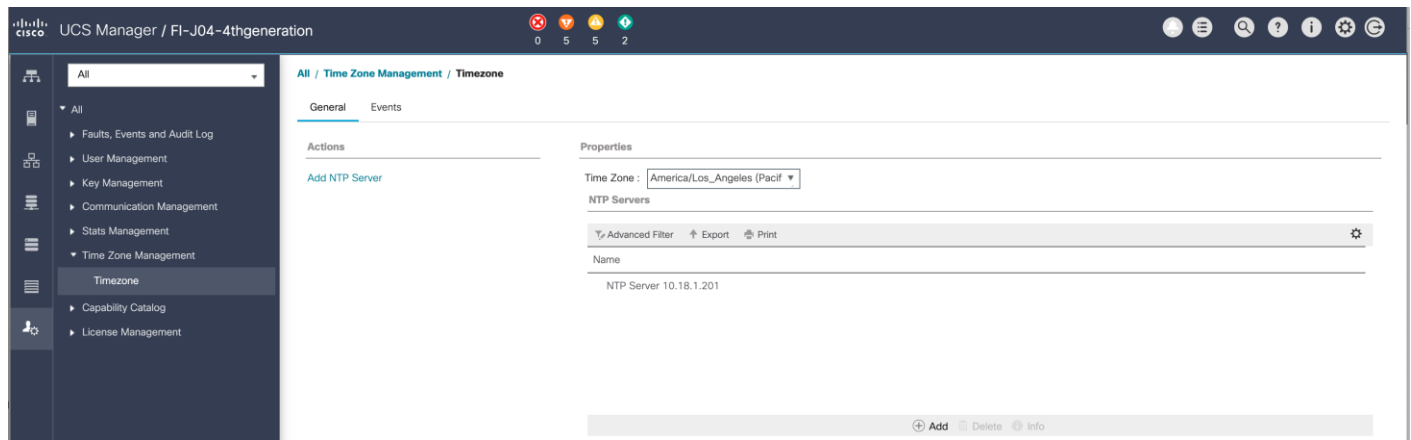 CISCO UCS Manager / FI-J04-4thgeneration
0 5 5 2
All
All / Time Zone Management / Timezone
All
Faults, Events and Audit Log
User Management
Key Management
Communication Management
Stats Management
Time Zone Management
Timezone
Capability Catalog
License Management
General Events
Actions
Add NTP Server
Properties
Time Zone : America/Los_Angeles (Pacif
NTP Servers
Advanced Filter Export Print
Name
NTP Server 10.18.1.201
Add Delete Info